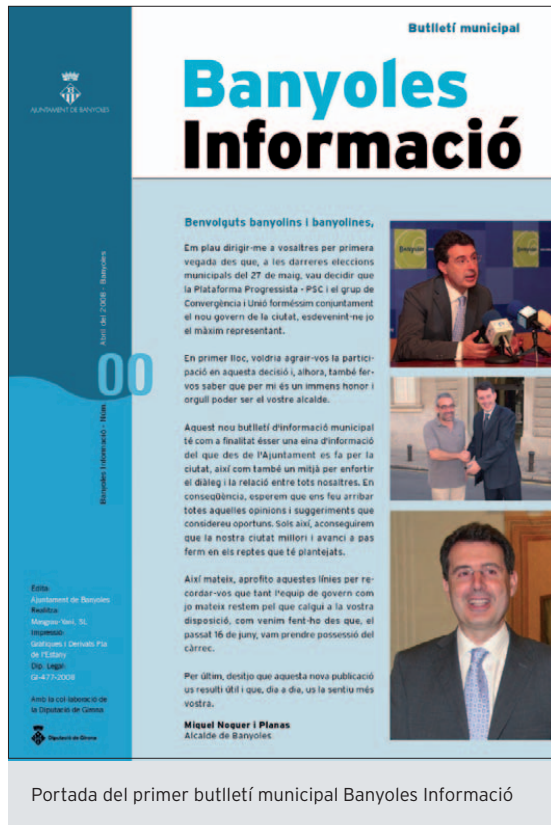 Butlletí municipal
AJUNTAMENT DE BANYOLES
Banyoles
Informació
Benvolguts banyolins i banyolines,
Em plau dirigir-me a vosaltres per primera
vegada des que, a les darreres eleccions
municipals del 27 de maig, vau decidir que
la Plataforma Progressista - PSC i el grup de
Convergència i Unió forméssim conjuntament
el nou govern de la ciutat, esdevenint-ne jo
el màxim representant.
En primer lloc, voldria agrair-vos la partici-
pació en aquesta decisió i, alhora, també fer-
vos saber que per mi és un immens honor i
orgull poder ser el vostre alcalde.
Aquest nou butlletí d'informació municipal
té com a finalitat ésser una eina d'informació
del que des de l'Ajuntament es fa per la
ciutat, així com també un mitjà per enfortir
el diàleg i la relació entre tots nosaltres. En
conseqüència, esperem que ens feu arribar
totes aquelles opinions i suggeriments que
considereu oportuns. Sols així, aconseguirem
que la nostra ciutat millori i avanci a pas
ferm en els reptes que té plantejats.
Així mateix, aprofito aquestes línies per re-
cordar-vos que tant l'equip de govern com
jo mateix restem pel que calgui a la vostra
disposició, com venim fent-ho des que, el
passat 16 de juny, vam prendre possessió del
càrrec.
Per últim, desitjo que aquesta nova publicació
us resulti útil i que, dia a dia, us la sentiu més
vostra.
Miquel Noguer i Planas
Alcalde de Banyoles
Abril del 2008 - Banyoles
00
Banyoles Informació - Núm.
Edita:
Ajuntament de Banyoles
Realitza:
Impressió:
Gràfiques i Derivats Pla
de l'Estany
Dip. Legal:
GI-477-2008
Amb la col·laboració de
la Diputació de Girona
Diputació de Girona
Portada del primer butlletí municipal Banyoles Informació